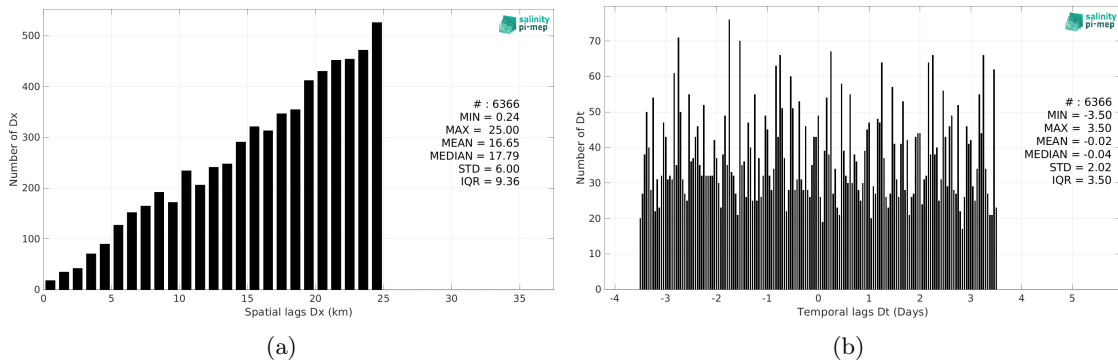 salinity
pi-mep
500
400
300
200
100
0
Number of Dx
# : 6366
MIN = 0.24
MAX = 25.00
MEAN = 16.65
MEDIAN = 17.79
STD = 6.00
IQR = 9.36
0 5 10 15 20 25 30 35
Spatial lags Dx (km)
(a)
salinity
pi-mep
70
60
50
40
30
20
10
0
Number of Dt
# : 6366
MIN = -3.50
MAX = 3.50
MEAN = -0.02
MEDIAN = -0.04
STD = 2.02
IQR = 3.50
-4 -3 -2 -1 0 1 2 3 4 5
Temporal lags Dt (Days)
(b)